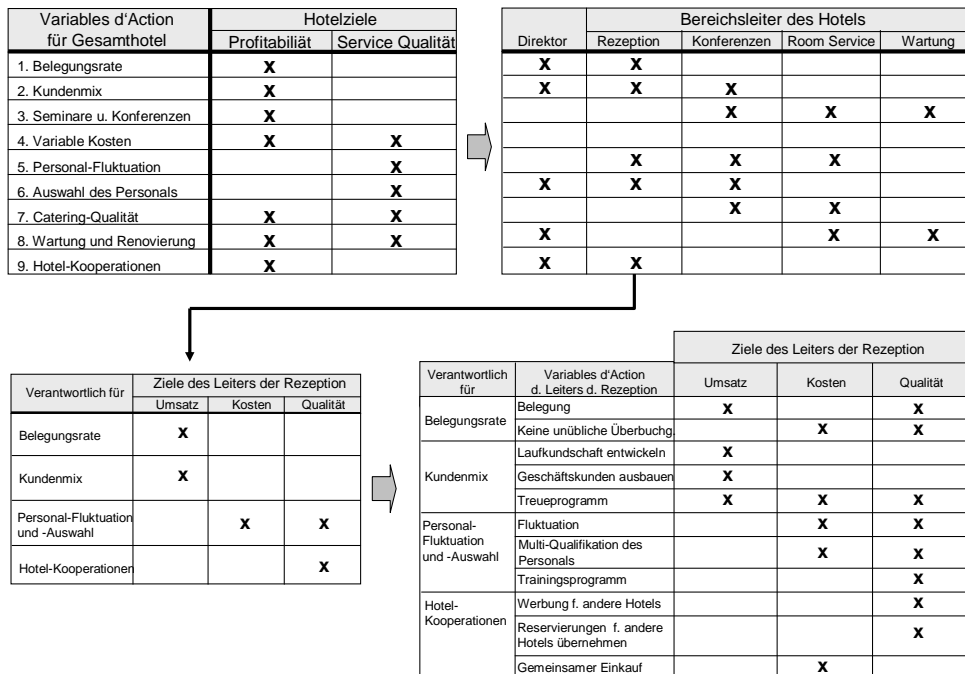 Variables d'Action
für Gesamthotel
Hotelziele
Profitabiliät Service Qualität
1. Belegungsrate X
2. Kundenmix X
3. Seminare u. Konferenzen X
4. Variable Kosten X X
5. Personal-Fluktuation X
6. Auswahl des Personals X
7. Catering-Qualität X X
8. Wartung und Renovierung X X
9. Hotel-Kooperationen X
Bereichsleiter des Hotels
Direktor Rezeption Konferenzen Room Service Wartung
X X
X X X
X X X
X X X
X X X
X X
X X X
X X
Verantwortlich für
Ziele des Leiters der Rezeption
Umsatz Kosten Qualität
Belegungsrate X
Kundenmix X
Personal-Fluktuation
und -Auswahl X X
Hotel-Kooperationen X
Ziele des Leiters der Rezeption
Verantwortlich
für
Variables d'Action
d. Leiters d. Rezeption
Umsatz Kosten Qualität
Belegungsrate
Belegung X X
Keine unübliche Überbuchg. X X
Kundenmix
Laufkundschaft entwickeln X
Geschäftskunden ausbauen X
Treueprogramm X X X
Personal-
Fluktuation
und -Auswahl
Fluktuation X X
Multi-Qualifikation des
Personals X X
Trainingsprogramm X
Hotel-
Kooperationen
Werbung f. andere Hotels X
Reservierungen f. andere
Hotels übernehmen X
Gemeinsamer Einkauf X